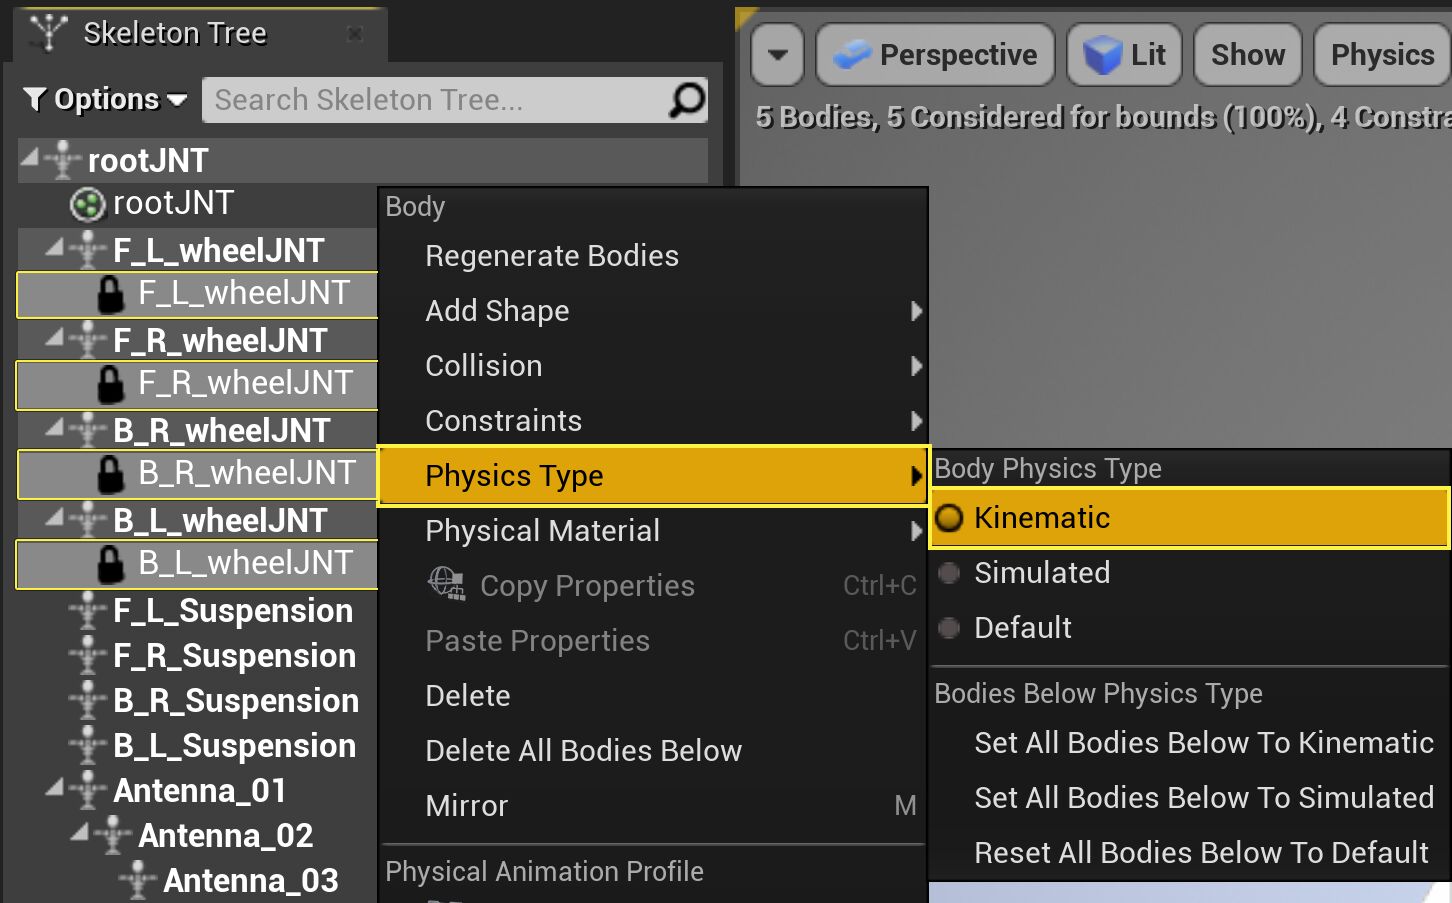 Skeleton Tree
Options
Search Skeleton Tree...
rootJNT
rootJNT
F_L_wheelJNT
F_L_wheelJNT
F_R_wheelJNT
F_R_wheelJNT
B_R_wheelJNT
B_R_wheelJNT
B_L_wheelJNT
B_L_wheelJNT
F_L_Suspension
F_R_Suspension
B_R_Suspension
B_L_Suspension
Antenna_01
Antenna_02
Antenna_03
Perspective Lit Show Physics
5 Bodies, 5 Considered for bounds (100%), 4 Constra
Body
Regenerate Bodies
Add Shape
Collision
Constraints
Physics Type
Physical Material
Copy Properties Ctrl+C
Paste Properties Ctrl+V
Delete
Delete All Bodies Below
Mirror M
Physical Animation Profile
Body Physics Type
Kinematic
Simulated
Default
Bodies Below Physics Type
Set All Bodies Below To Kinematic
Set All Bodies Below To Simulated
Reset All Bodies Below To Default